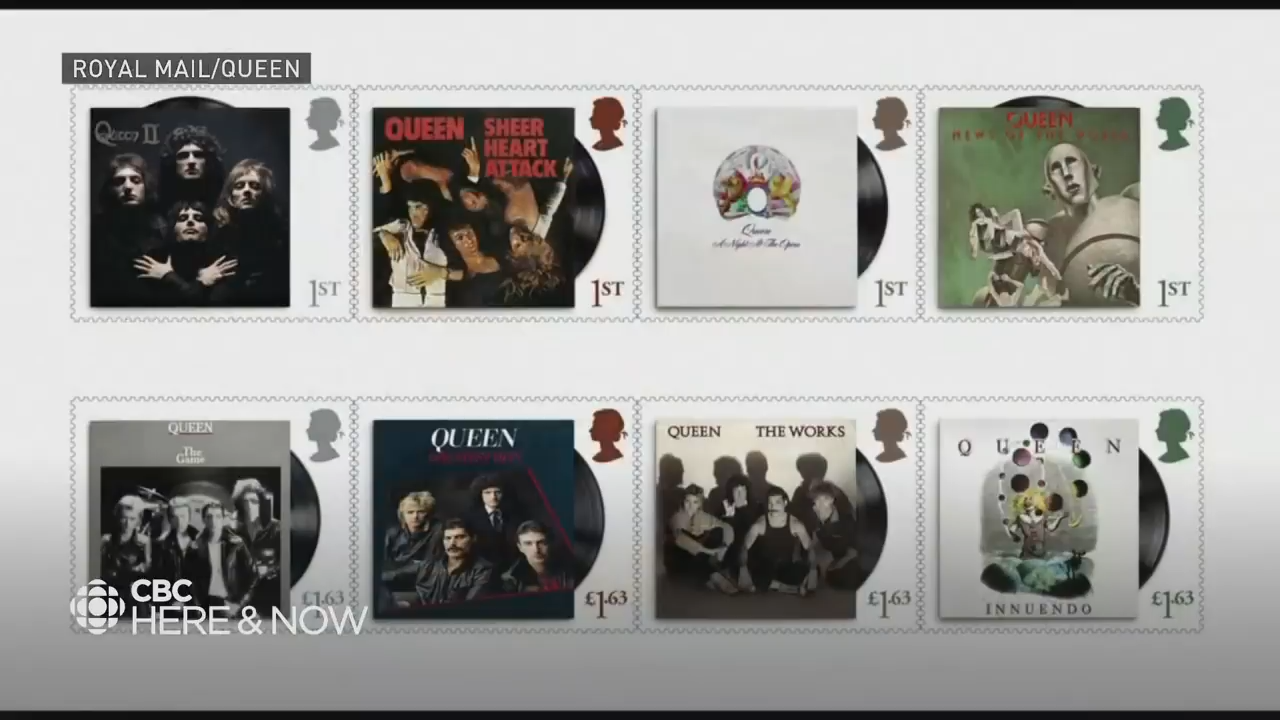 ROYAL MAIL/QUEEN
Queen II
1ST
QUEEN SHEER
HEART
ATTACK
1ST
Queen
A Night At The Opera
1ST
QUEEN
NEWS OF THE WORLD
1ST
QUEEN
The
Game
£1.63
QUEEN
GREATEST HITS
£1.63
QUEEN THE WORKS
£1.63
QUEEN
INNUENDO
£1.63
CBC
HERE & NOW